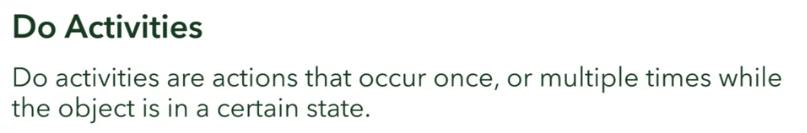 Do Activities
Do activities are actions that occur once, or multiple times while
the object is in a certain state.